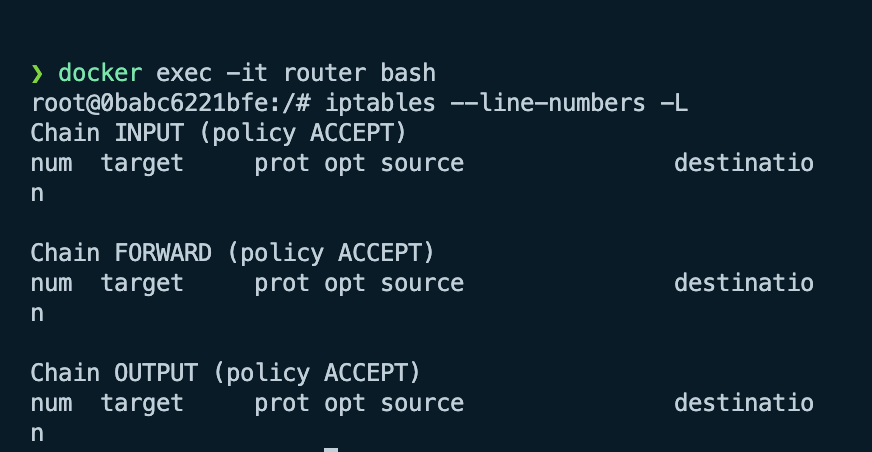 ❯ docker exec -it router bash
root@0babc6221bfe:/# iptables --line-numbers -L
Chain INPUT (policy ACCEPT)
num  target     prot opt source               destinatio
n
Chain FORWARD (policy ACCEPT)
num  target     prot opt source               destinatio
n
Chain OUTPUT (policy ACCEPT)
num  target     prot opt source               destinatio
n